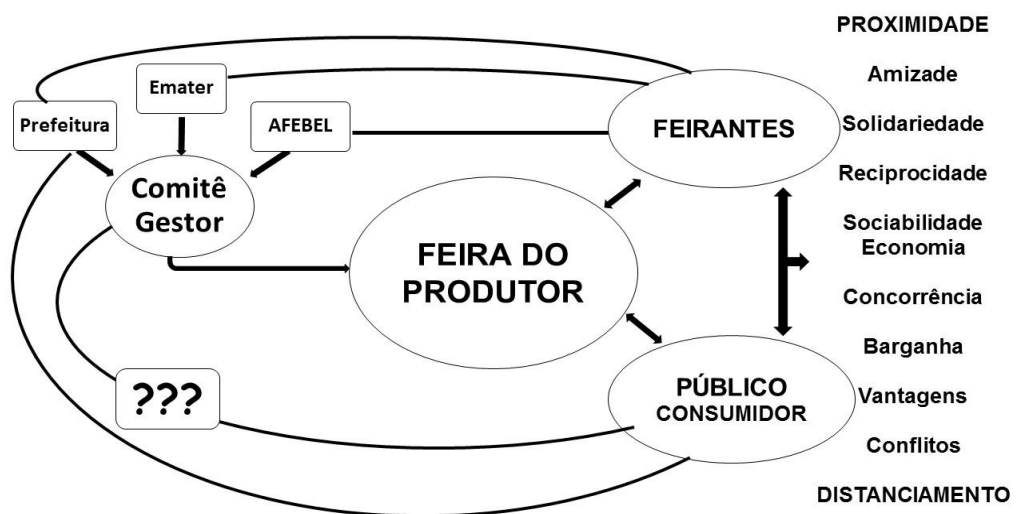 Prefeitura
Emater
AFEBEL
Comitê
Gestor
???
FEIRA DO
PRODUTOR
FEIRANTES
PÚBLICO
CONSUMIDOR
PROXIMIDADE
Amizade
Solidariedade
Reciprocidade
Sociabilidade
Economia
Concorrência
Barganha
Vantagens
Conflitos
DISTANCIAMENTO